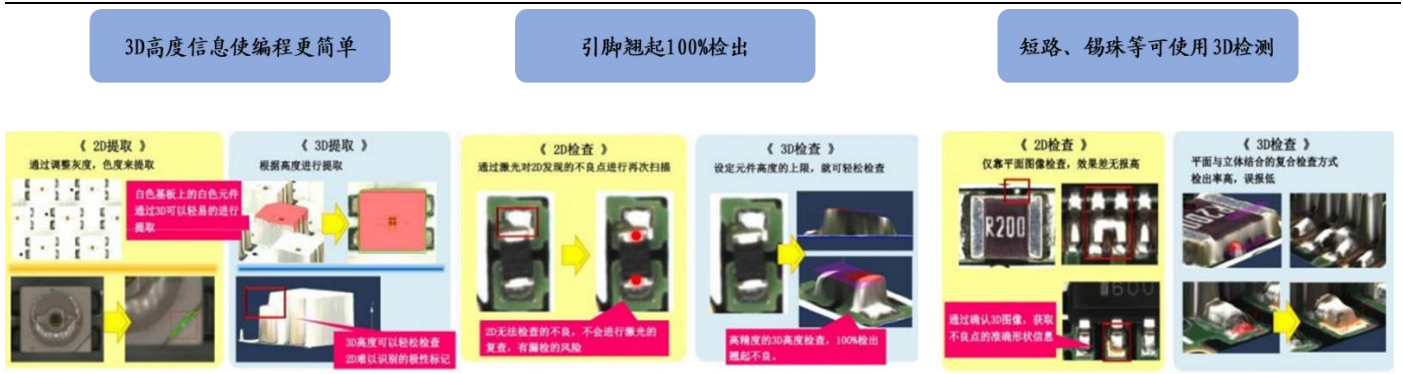 3D高度信息使编程更简单
引脚翘起100%检出
短路、锡珠等可使用3D检测
《 2D提取 》
通过调整灰度，色度来提取
《 3D提取 》
根据高度进行提取
白色基板上的白色元件
通过3D可以轻易的进行
提取
3D高度可以轻松检查
2D难以识别的极性标记
《 2D检查 》
通过激光对2D发现的不良点进行再次扫描
2D无法检查的不良，不会进行激光的
复查，有漏检的风险
《 3D检查 》
设定元件高度的上限，就可轻松检查
高精度的3D高度检查，100%检出
翘起不良。
《 2D检查 》
仅靠平面图像检查，效果差无报高
R200
通过确认3D图像，获取
不良点的准确形状信息
《 3D检查 》
平面与立体结合的复合检查方式
检出率高，误报低
R200